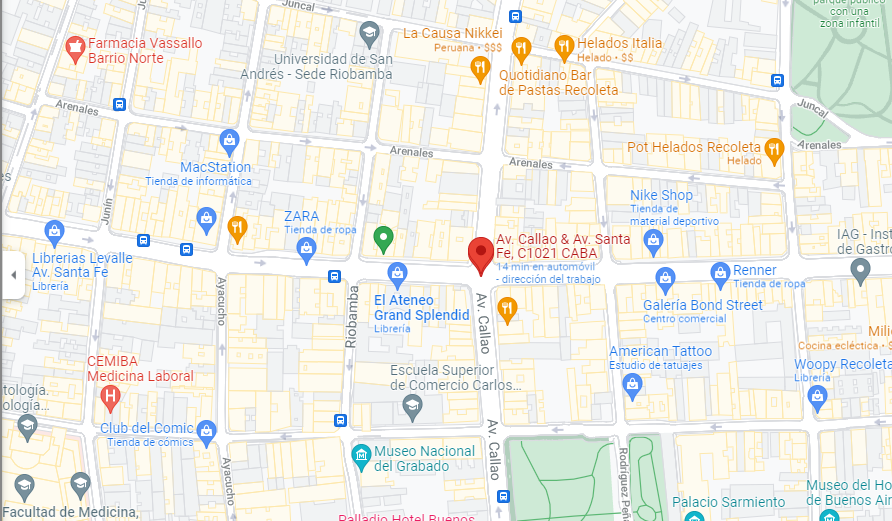 Juncal
parque público
con una
zona infantil
La Causa Nikkei
Peruana • $$$
Helados Italia
Helado • $$
Farmacia Vassallo
Barrio Norte
Universidad de San
Andrés - Sede Riobamba
Quotidiano Bar
de Pastas Recoleta
Juncal
Arenales
Arenales
Arenales
Arenales
Pot Helados Recoleta
Helado
MacStation
Tienda de informática
Nike Shop
Tienda de
material deportivo
Junín
ZARA
Tienda de ropa
Av. Callao & Av. Santa
Fe, C1021 CABA
14 min en automóvil
- dirección del trabajo
IAG - Inst
de Gastro
Librerias Levalle
Av. Santa Fe
Librería
Renner
Tienda de ropa
Ayacucho
Riobamba
El Ateneo
Grand Splendid
Librería
Av. Callao
Galería Bond Street
Centro comercial
Milio
Cocina ecléctica • $
American Tattoo
Estudio de tatuajes
Woopy Recoleta
Librería
CEMIBA
Medicina Laboral
Escuela Superior
de Comercio Carlos...
tología.
ología...
Club del Comic
Tienda de cómics
Av. Callao
Museo Nacional
del Grabado
Ayacucho
Rodríguez Peña
Facultad de Medicina,
Palladio Hotel Buenos
Palacio Sarmiento
Museo del Ho
de Buenos Air